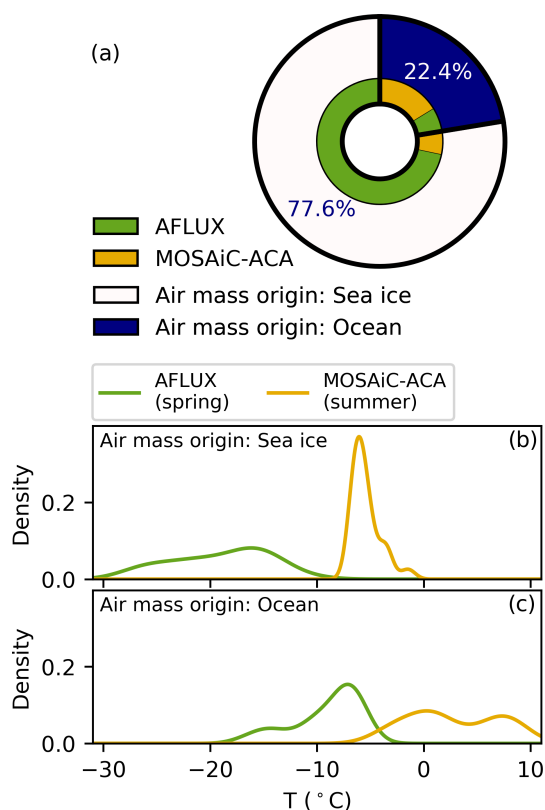 (a)
22.4%
77.6%
AFLUX
MOSAiC-ACA
Air mass origin: Sea ice
Air mass origin: Ocean
AFLUX
(spring)
MOSAiC-ACA
(summer)
Air mass origin: Sea ice
(b)
Density
0.2
0.0
Air mass origin: Ocean
(c)
Density
0.2
0.0
−30
−20
−10
0
10
T (°C)